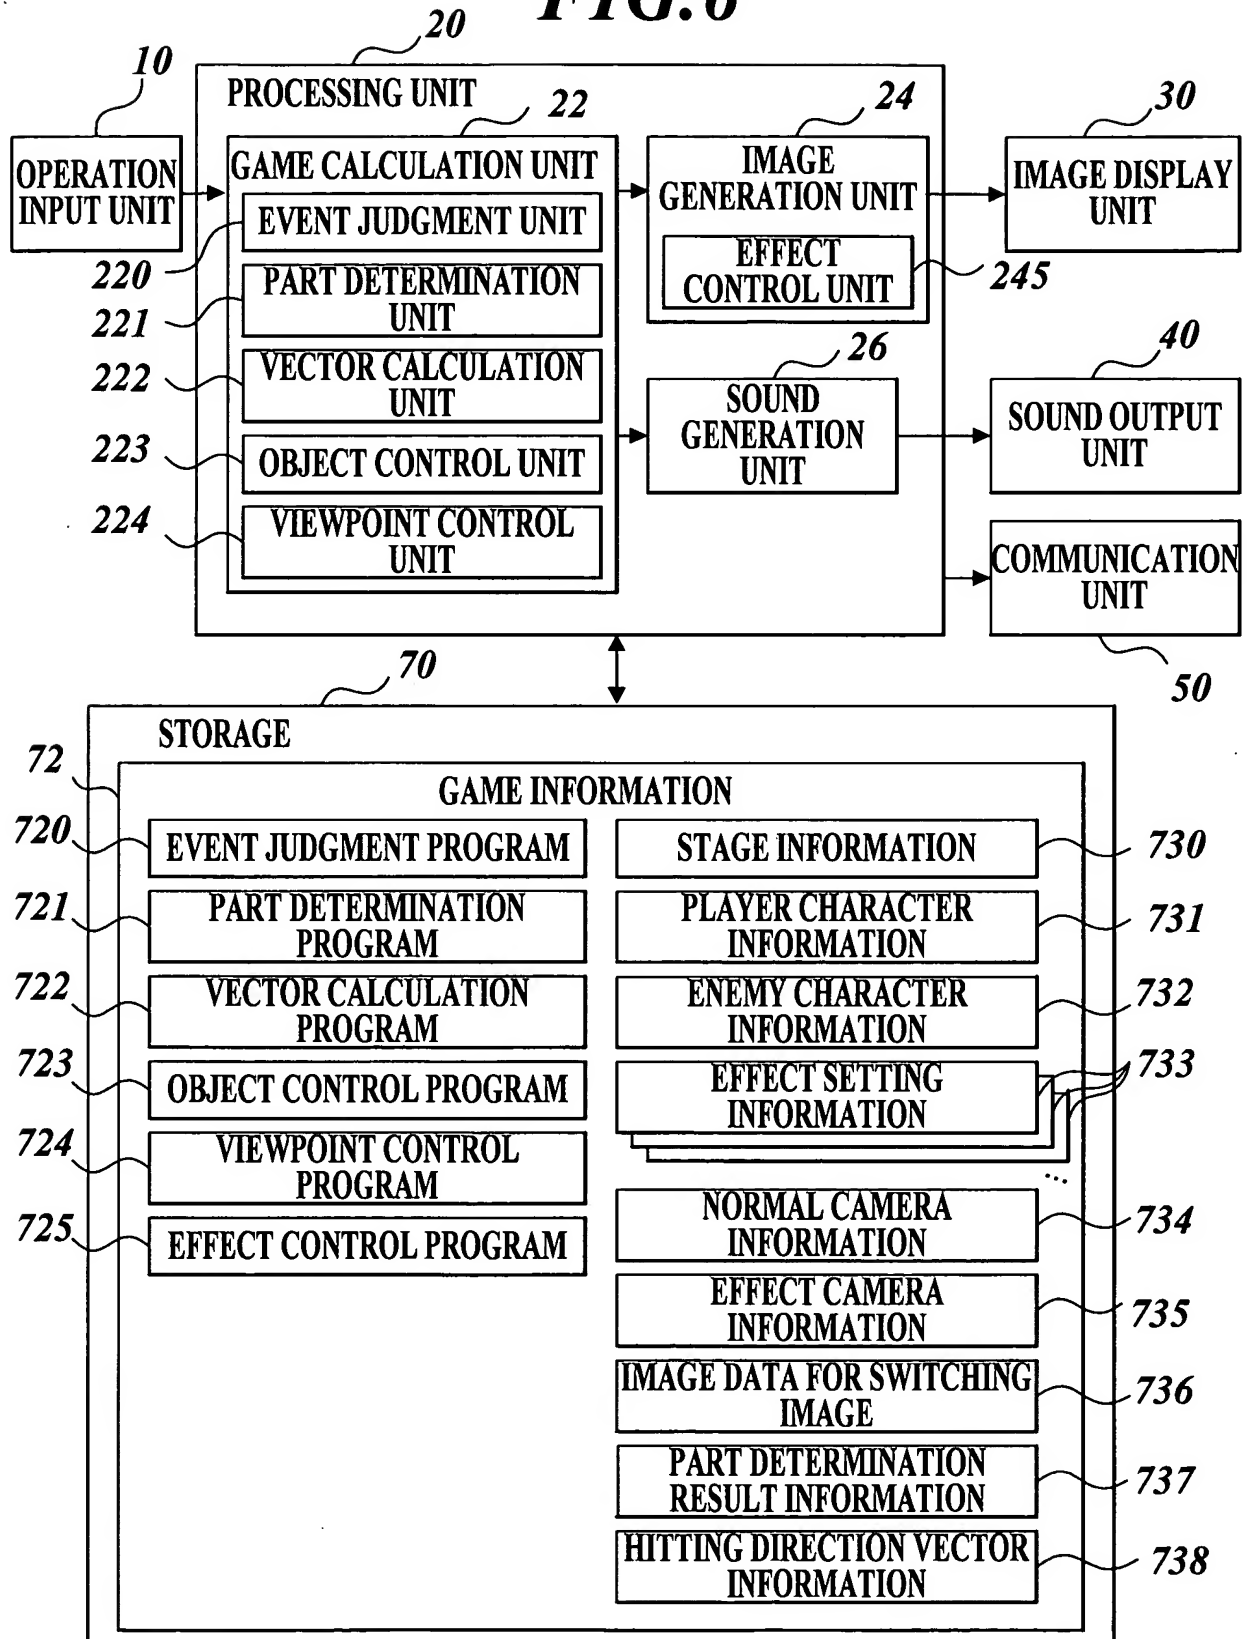 FIG. 6
20
10
PROCESSING UNIT
22
24
30
OPERATION
INPUT UNIT
GAME CALCULATION UNIT
IMAGE
GENERATION UNIT
IMAGE DISPLAY
UNIT
EVENT JUDGMENT UNIT
220
EFFECT
CONTROL UNIT
245
PART DETERMINATION
UNIT
221
26
40
VECTOR CALCULATION
UNIT
222
SOUND
GENERATION
UNIT
SOUND OUTPUT
UNIT
223
OBJECT CONTROL UNIT
224
VIEWPOINT CONTROL
UNIT
COMMUNICATION
UNIT
50
70
STORAGE
72
GAME INFORMATION
720
EVENT JUDGMENT PROGRAM
STAGE INFORMATION
730
721
PART DETERMINATION
PROGRAM
PLAYER CHARACTER
INFORMATION
731
722
VECTOR CALCULATION
PROGRAM
ENEMY CHARACTER
INFORMATION
732
723
OBJECT CONTROL PROGRAM
EFFECT SETTING
INFORMATION
733
...
724
VIEWPOINT CONTROL
PROGRAM
NORMAL CAMERA
INFORMATION
734
725
EFFECT CONTROL PROGRAM
EFFECT CAMERA
INFORMATION
735
IMAGE DATA FOR SWITCHING
IMAGE
736
PART DETERMINATION
RESULT INFORMATION
737
HITTING DIRECTION VECTOR
INFORMATION
738